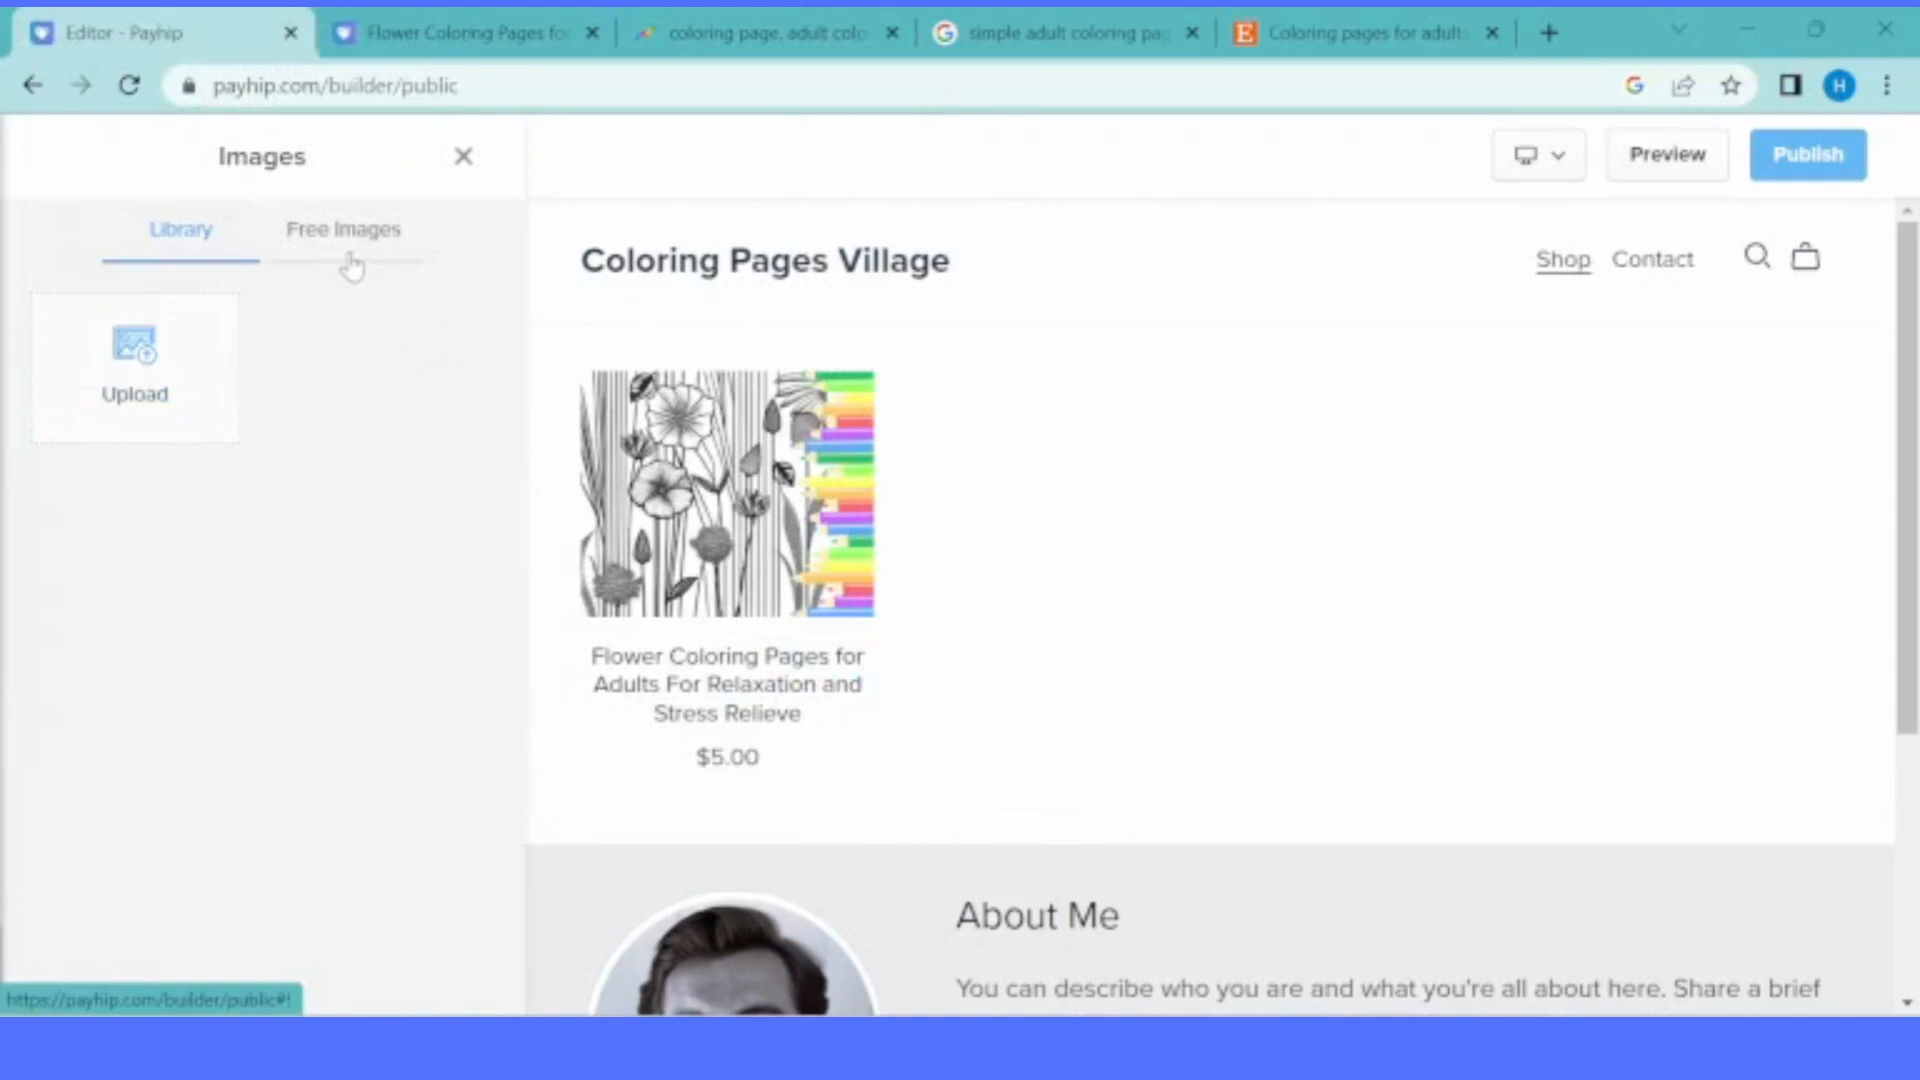 Editor - Payhip
Flower Coloring Pages fo
coloring page, adult colo
simple adult coloring pag
Coloring pages for adult
payhip.com/builder/public
H
Images
Preview
Publish
Library
Free Images
Upload
Coloring Pages Village
Shop
Contact
Flower Coloring Pages for
Adults For Relaxation and
Stress Relieve
$5.00
About Me
You can describe who you are and what you're all about here. Share a brief
https://payhip.com/builder/public#!